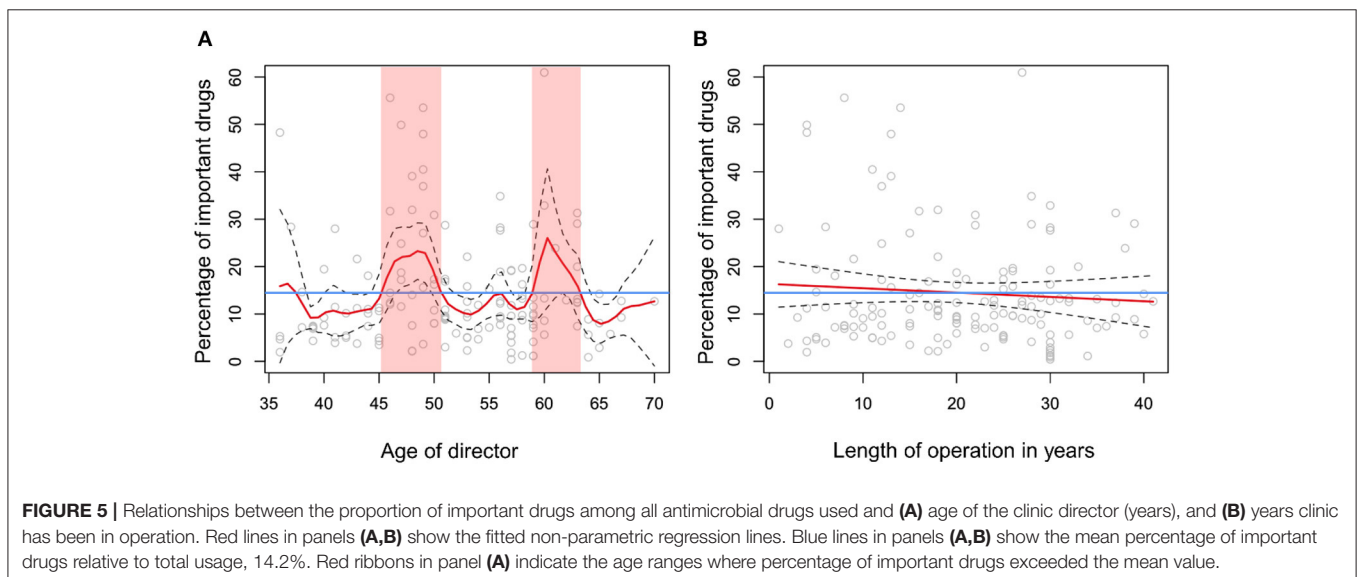 A
B
Percentage of important drugs
60
50
40
30
20
10
0
35 40 45 50 55 60 65 70
Age of director
Percentage of important drugs
60
50
40
30
20
10
0
0 10 20 30 40
Length of operation in years
FIGURE 5 | Relationships between the proportion of important drugs among all antimicrobial drugs used and (A) age of the clinic director (years), and (B) years clinic
has been in operation. Red lines in panels (A,B) show the fitted non-parametric regression lines. Blue lines in panels (A,B) show the mean percentage of important
drugs relative to total usage, 14.2%. Red ribbons in panel (A) indicate the age ranges where percentage of important drugs exceeded the mean value.